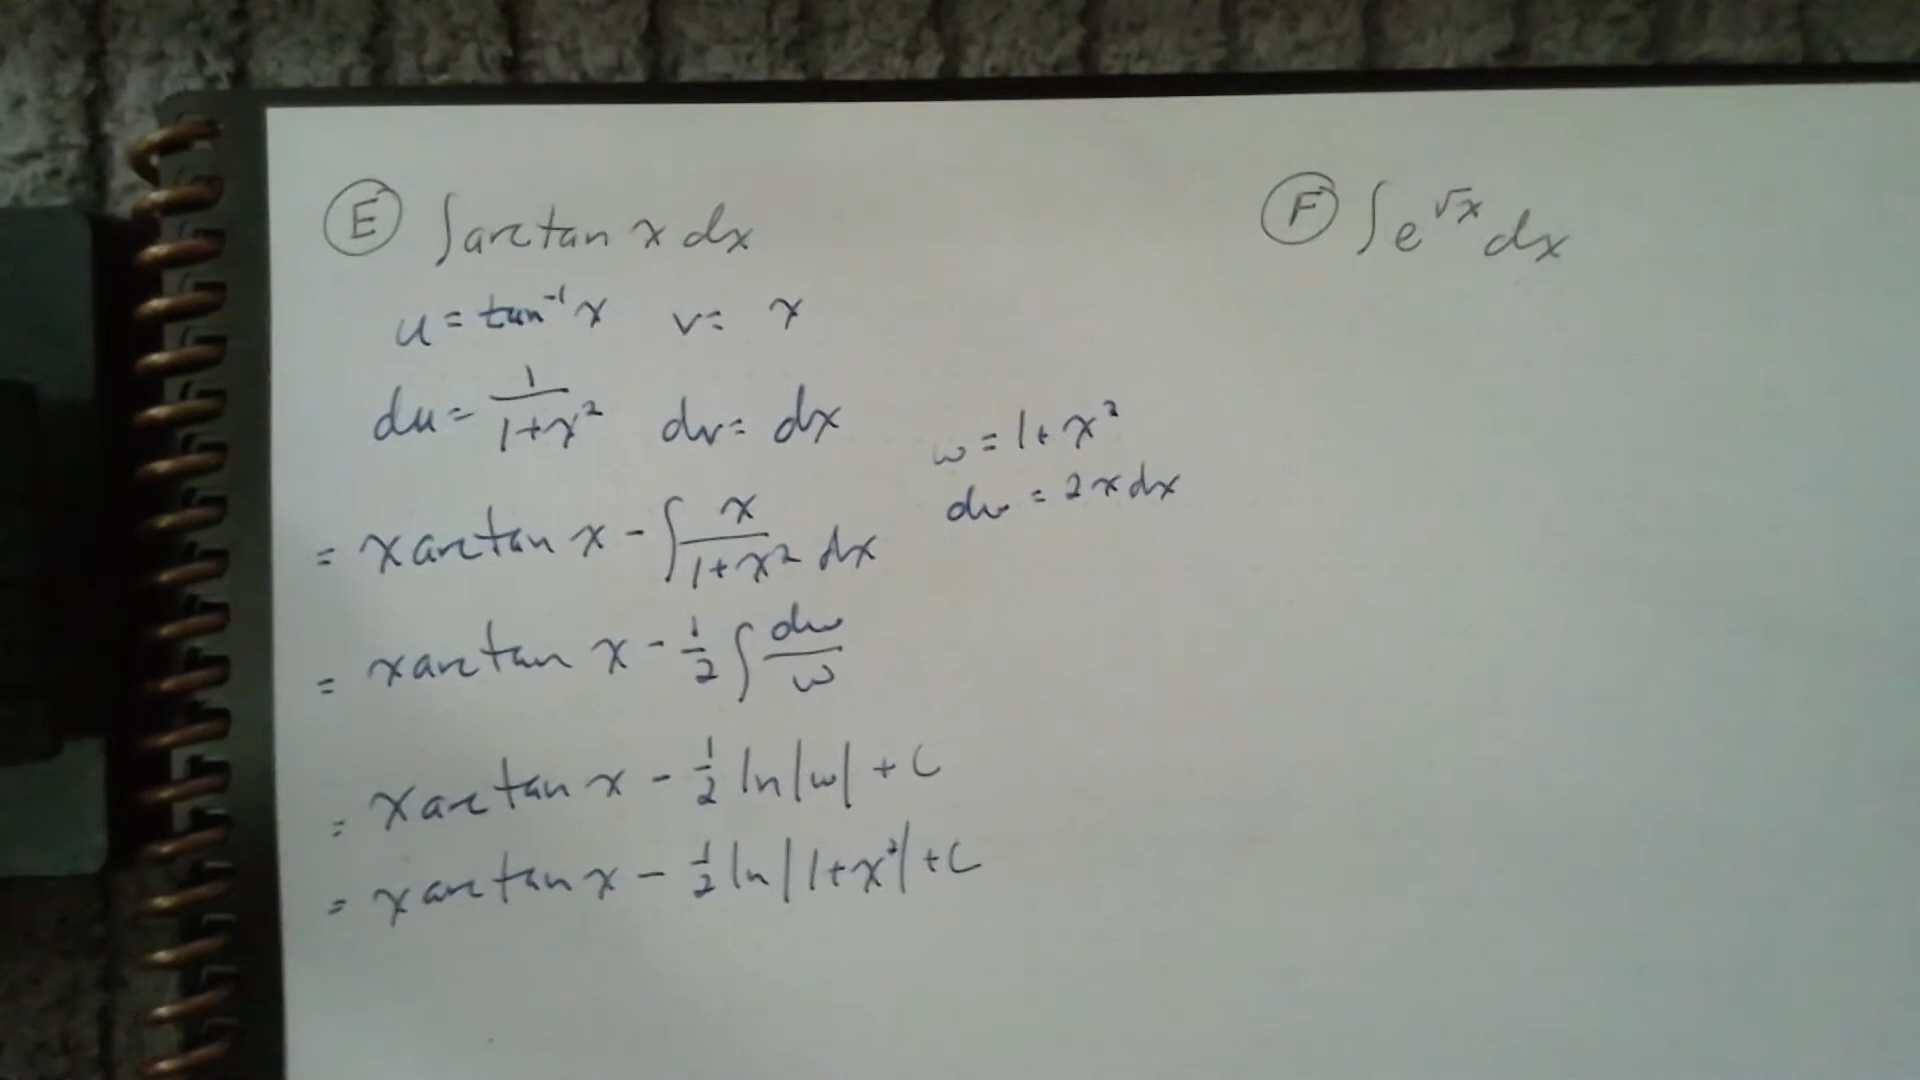 Ⓔ ∫arctan x dx
u = tan⁻¹ x   v = x
du = 1/(1+x²)   dv = dx
w = 1+x²
dw = 2x dx
= x arctan x - ∫ x/(1+x²) dx
= x arctan x - 1/2 ∫ dw/w
= x arctan x - 1/2 ln|w| + C
= x arctan x - 1/2 ln|1+x²| + C
Ⓕ ∫e^√x dx